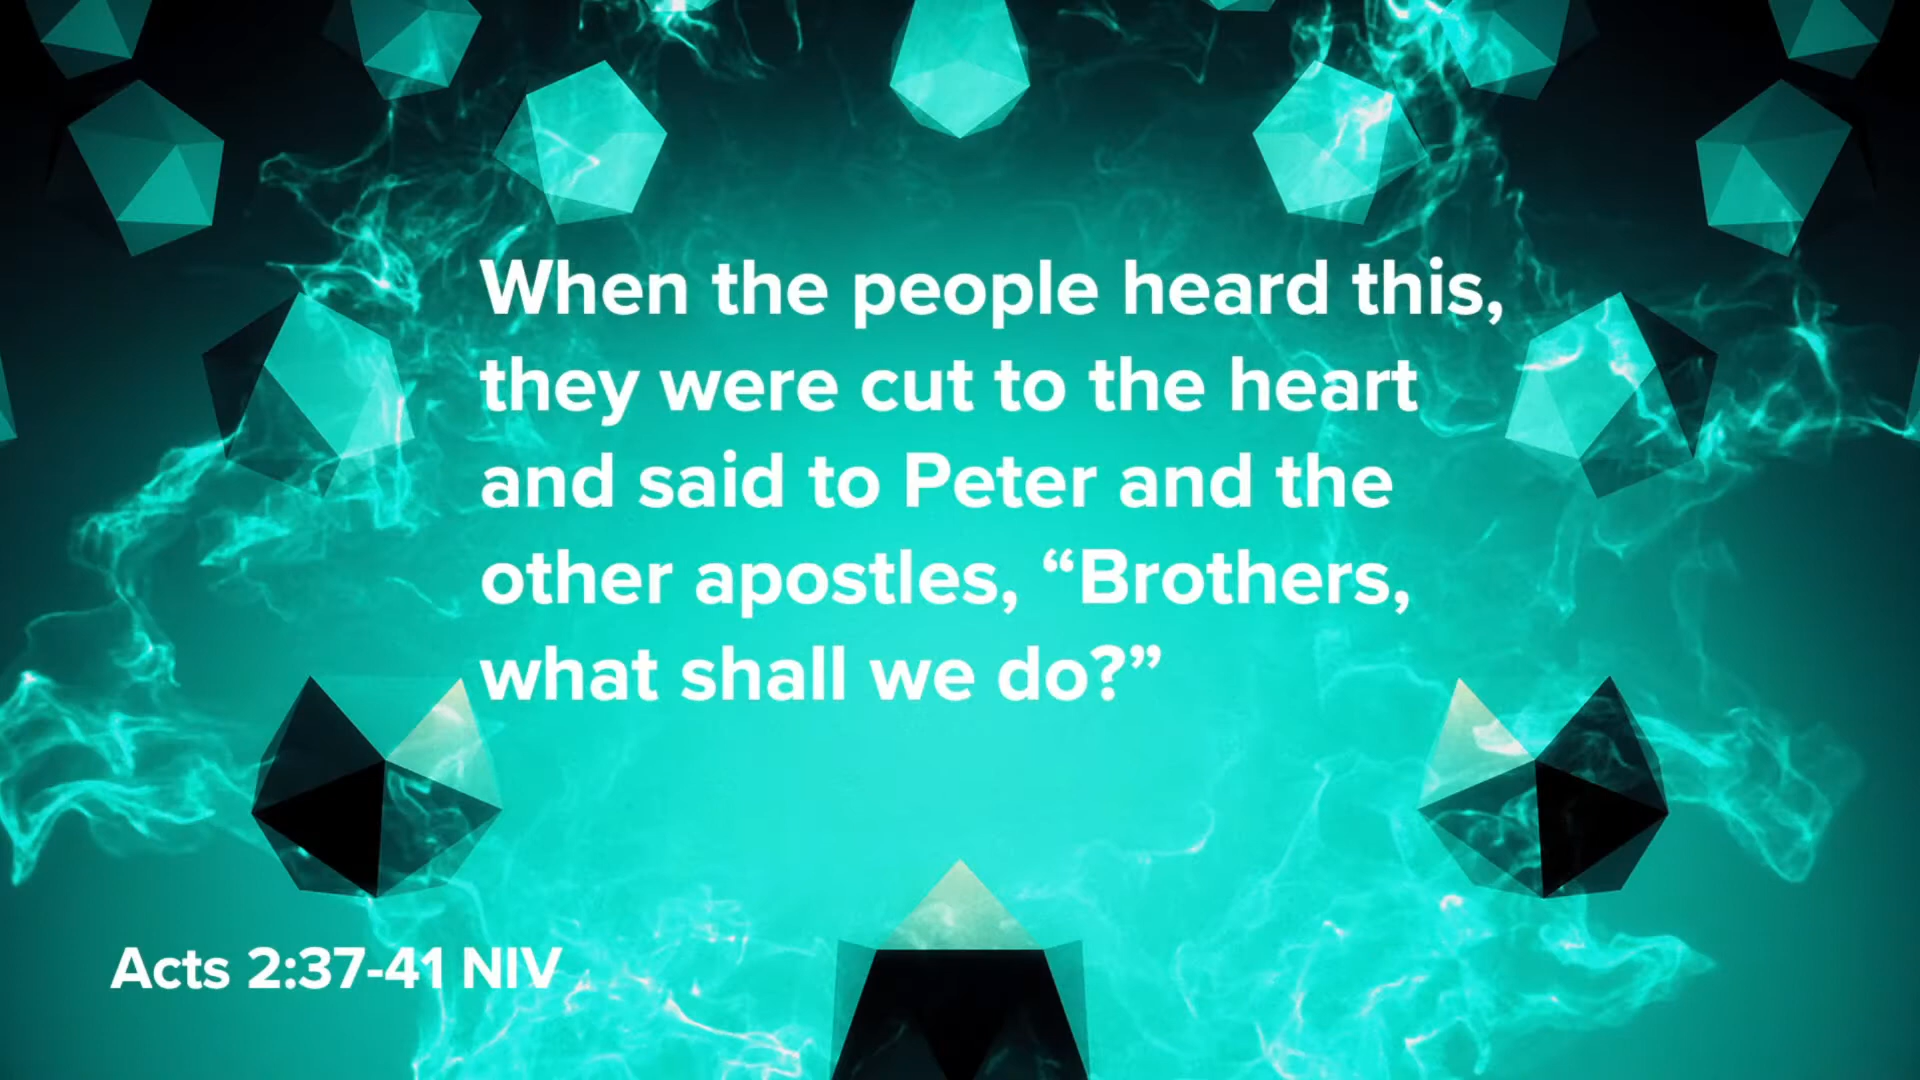 When the people heard this,
they were cut to the heart
and said to Peter and the
other apostles, “Brothers,
what shall we do?”
Acts 2:37-41 NIV